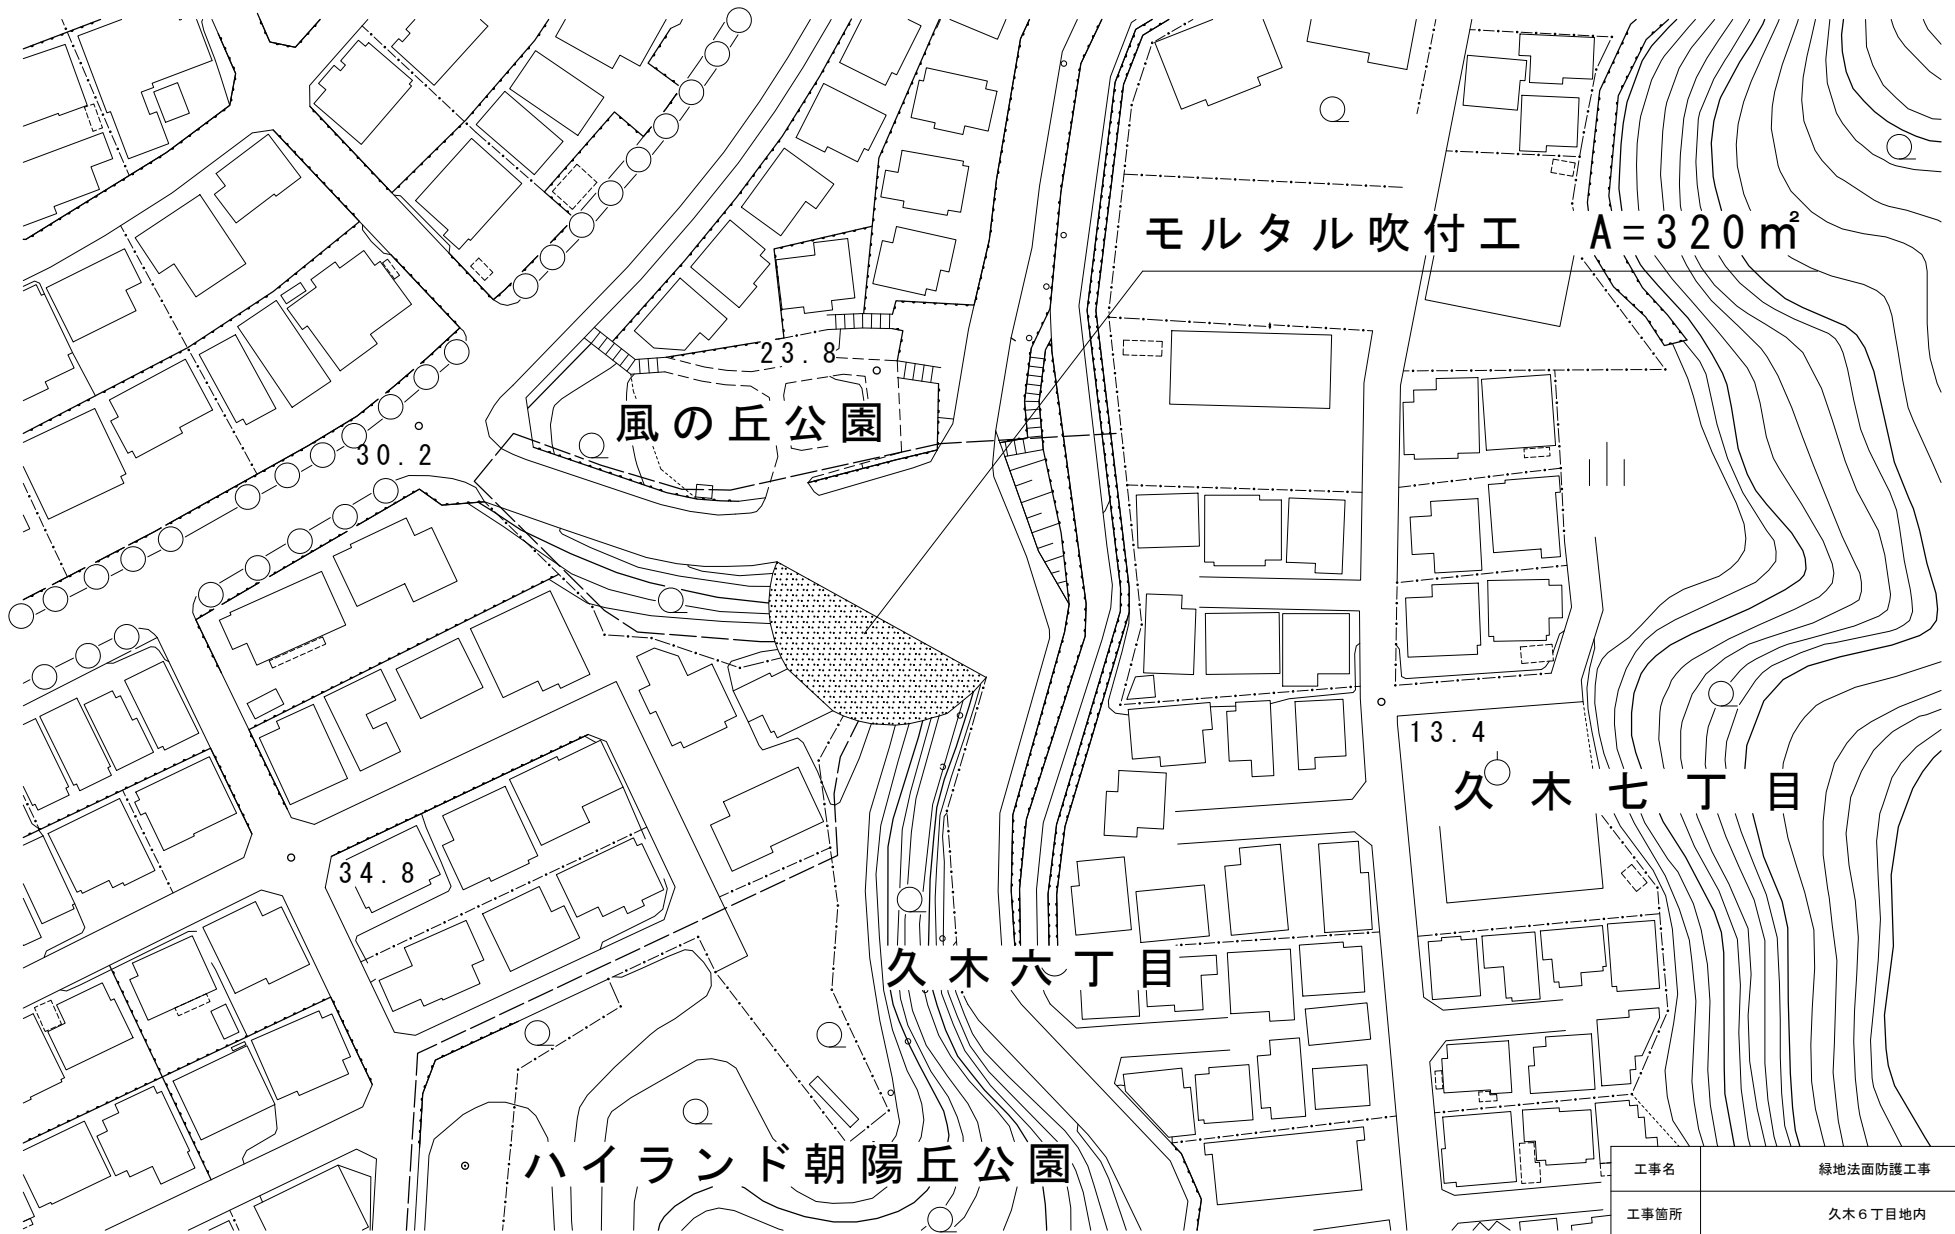 モルタル吹付工　A=320㎡
23.8
風の丘公園
30.2
13.4
久木七丁目
34.8
久木六丁目
ハイランド朝陽丘公園
工事名　緑地法面防護工事
工事箇所　久木６丁目地内